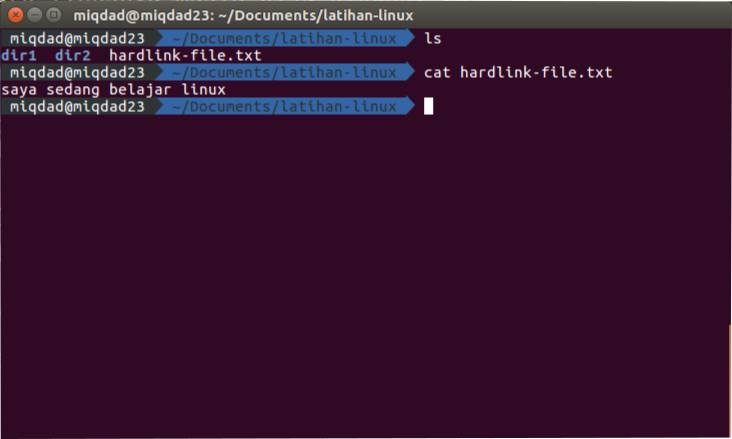 miqdad@miqdad23: ~/Documents/latihan-linux
miqdad@miqdad23 ~/Documents/latihan-linux ls
dir1 dir2 hardlink-file.txt
miqdad@miqdad23 ~/Documents/latihan-linux cat hardlink-file.txt
saya sedang belajar linux
miqdad@miqdad23 ~/Documents/latihan-linux